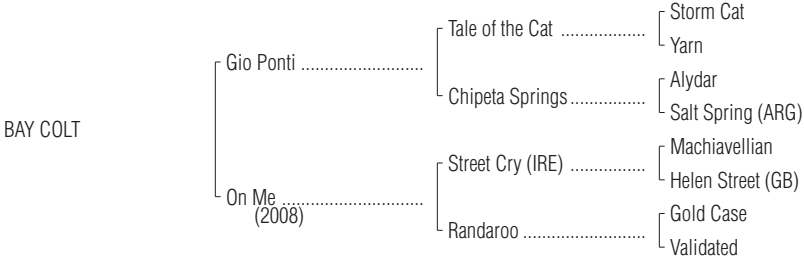 Storm Cat
Tale of the Cat ..................
Yarn
Gio Ponti ..........................
Alydar
Chipeta Springs................
Salt Spring (ARG)
BAY COLT
Machiavellian
Street Cry (IRE) ................
Helen Street (GB)
On Me ..............................
(2008)
Gold Case
Randaroo ..........................
Validated